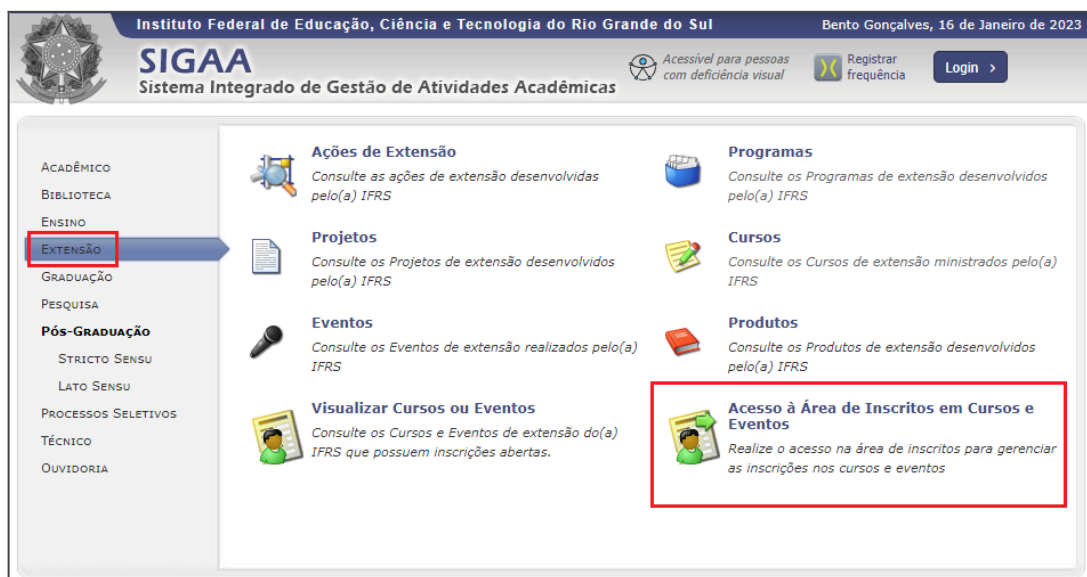 Instituto Federal de Educação, Ciência e Tecnologia do Rio Grande do Sul
Bento Gonçalves, 16 de Janeiro de 2023
SIGAA
Sistema Integrado de Gestão de Atividades Acadêmicas
Acessível para pessoas
com deficiência visual
Registrar
frequência
Login >
Acadêmico
Biblioteca
Ensino
Extensão
Graduação
Pesquisa
Pós-Graduação
Stricto Sensu
Lato Sensu
Processos Seletivos
Técnico
Ouvidoria
Ações de Extensão
Consulte as ações de extensão desenvolvidas
pelo(a) IFRS
Programas
Consulte os Programas de extensão desenvolvidos
pelo(a) IFRS
Projetos
Consulte os Projetos de extensão desenvolvidos
pelo(a) IFRS
Cursos
Consulte os Cursos de extensão ministrados pelo(a)
IFRS
Eventos
Consulte os Eventos de extensão realizados pelo(a)
IFRS
Produtos
Consulte os Produtos de extensão desenvolvidos
pelo(a) IFRS
Visualizar Cursos ou Eventos
Consulte os Cursos e Eventos de extensão do(a)
IFRS que possuem inscrições abertas.
Acesso à Área de Inscritos em Cursos e
Eventos
Realize o acesso na área de inscritos para gerenciar
as inscrições nos cursos e eventos